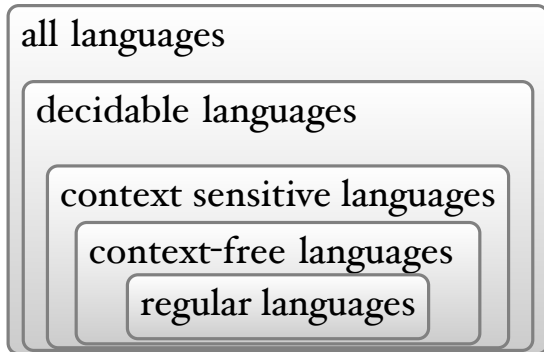 all languages
decidable languages
context sensitive languages
context-free languages
regular languages